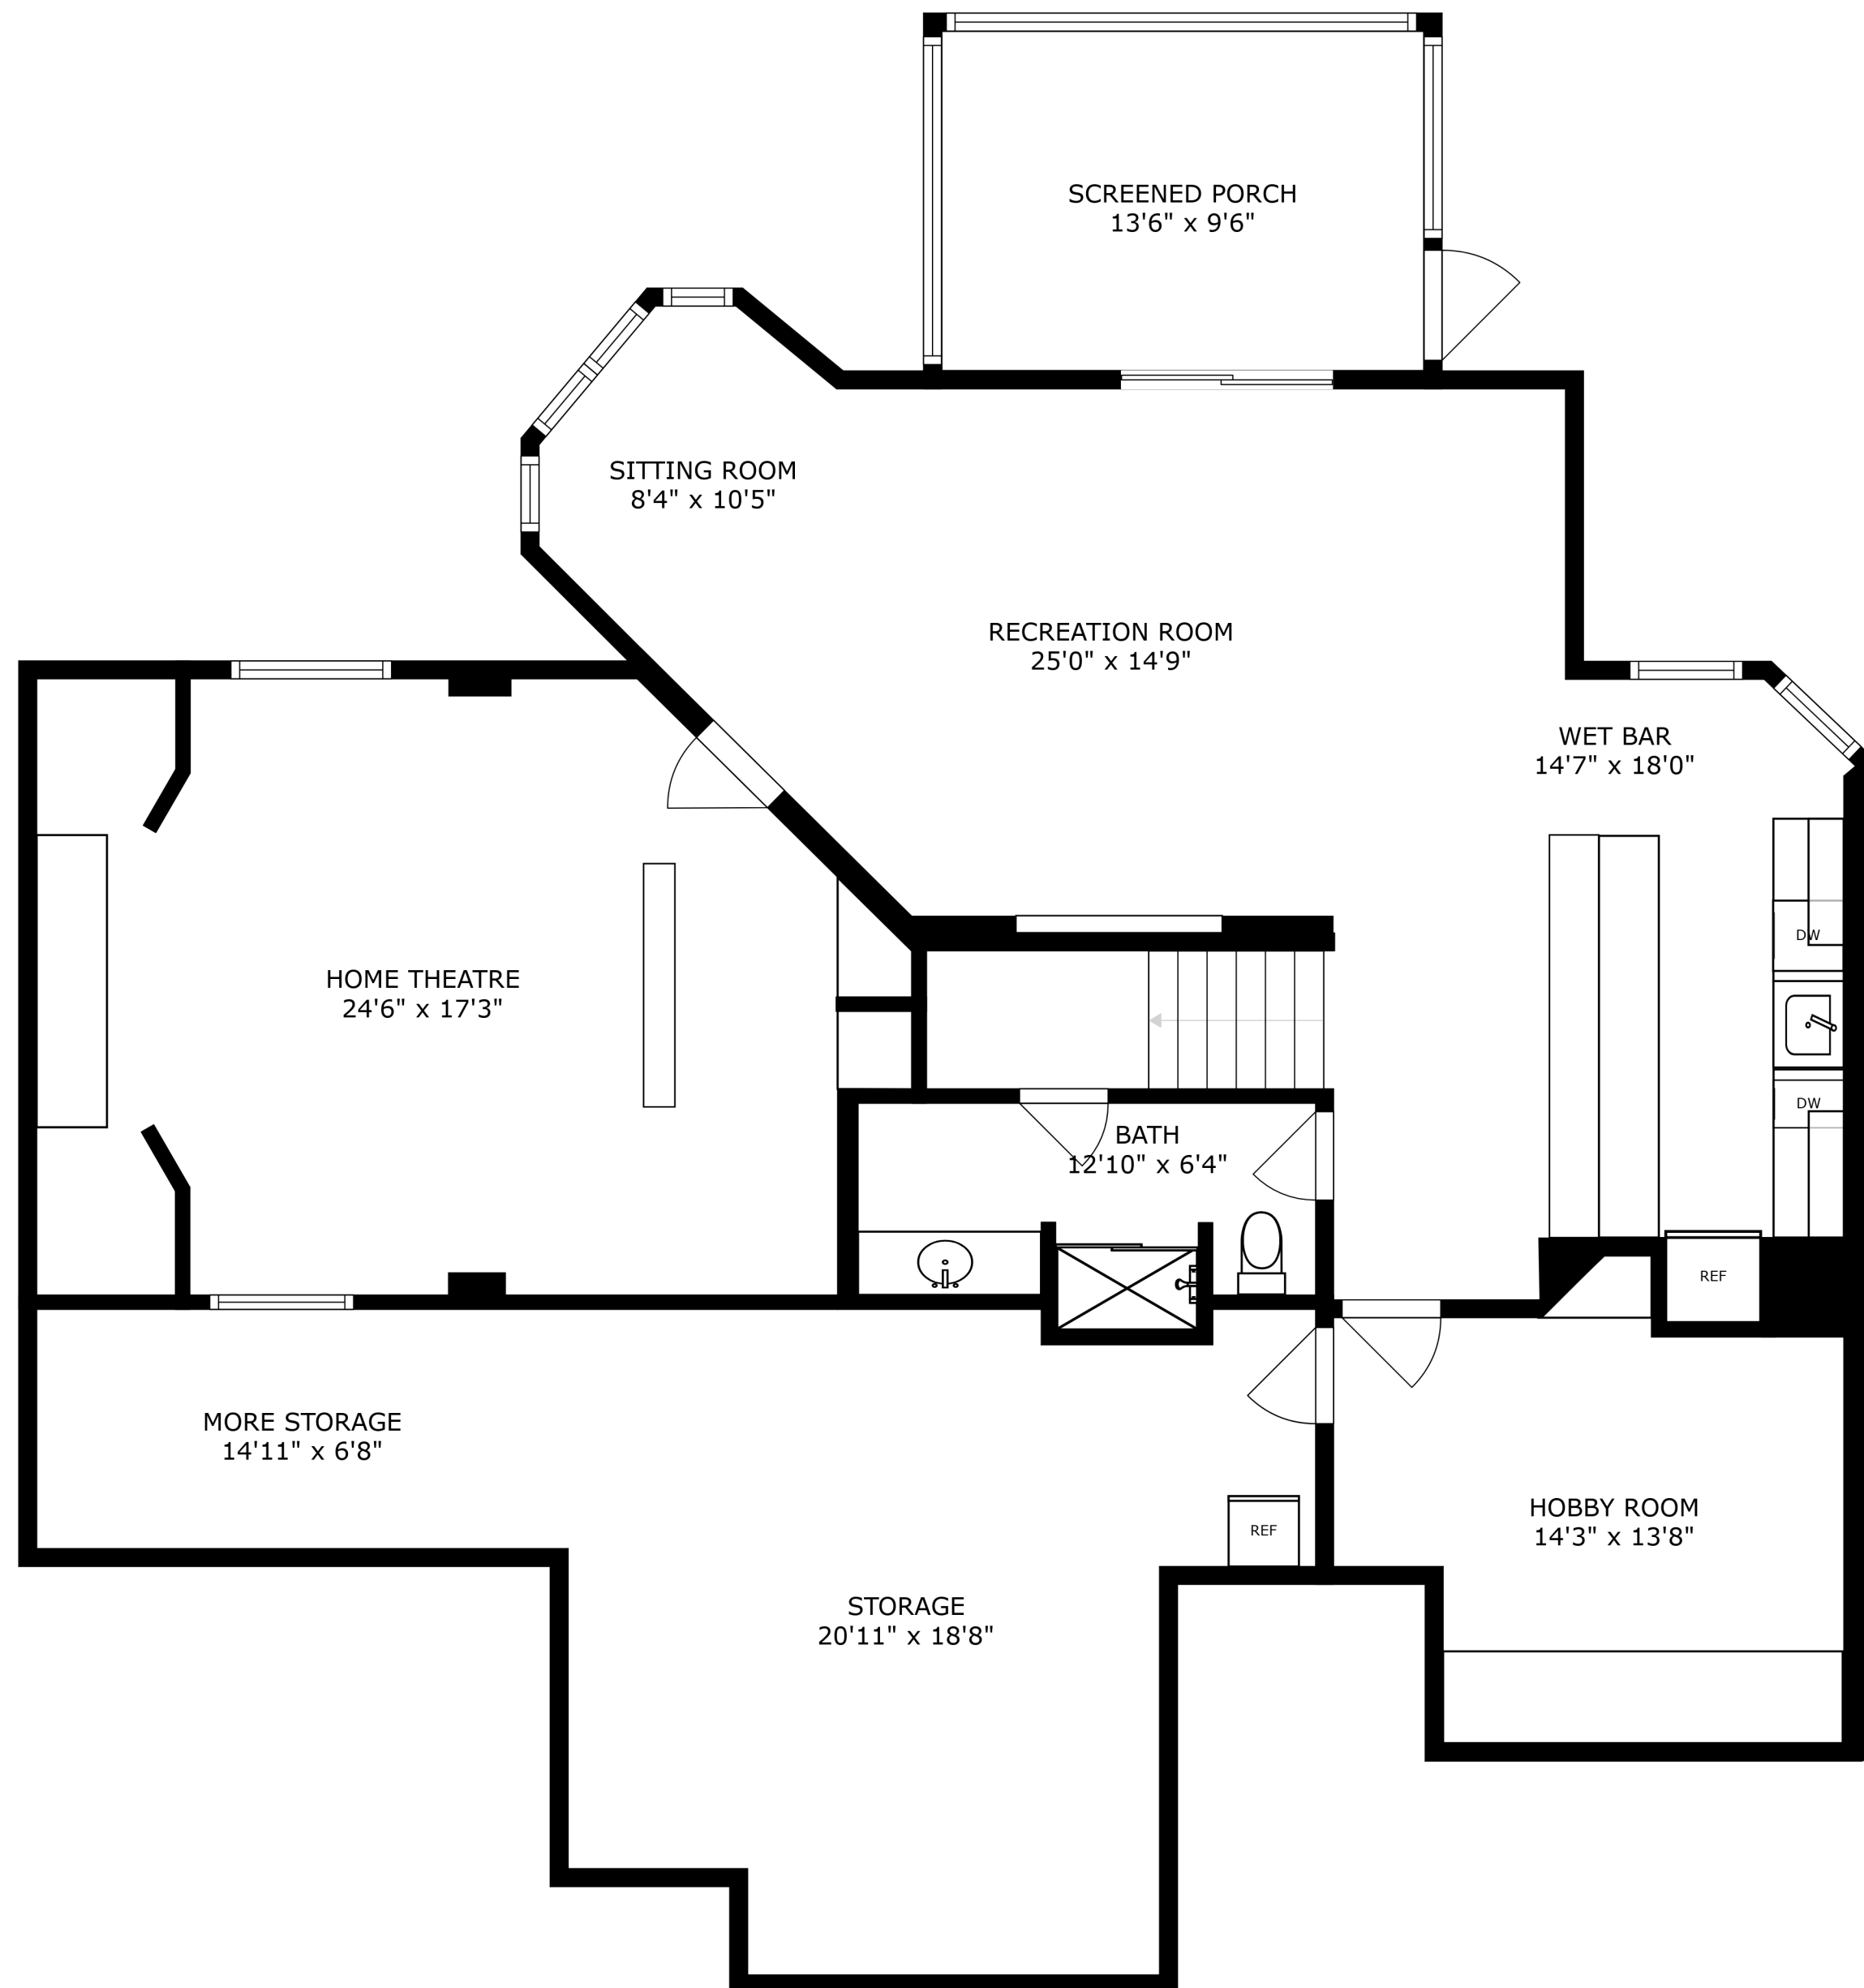 SCREENED PORCH
13'6" x 9'6"
SITTING ROOM
8'4" x 10'5"
RECREATION ROOM
25'0" x 14'9"
WET BAR
14'7" x 18'0"
DW
HOME THEATRE
24'6" x 17'3"
DW
BATH
12'10" x 6'4"
REF
MORE STORAGE
14'11" x 6'8"
HOBBY ROOM
14'3" x 13'8"
REF
STORAGE
20'11" x 18'8"